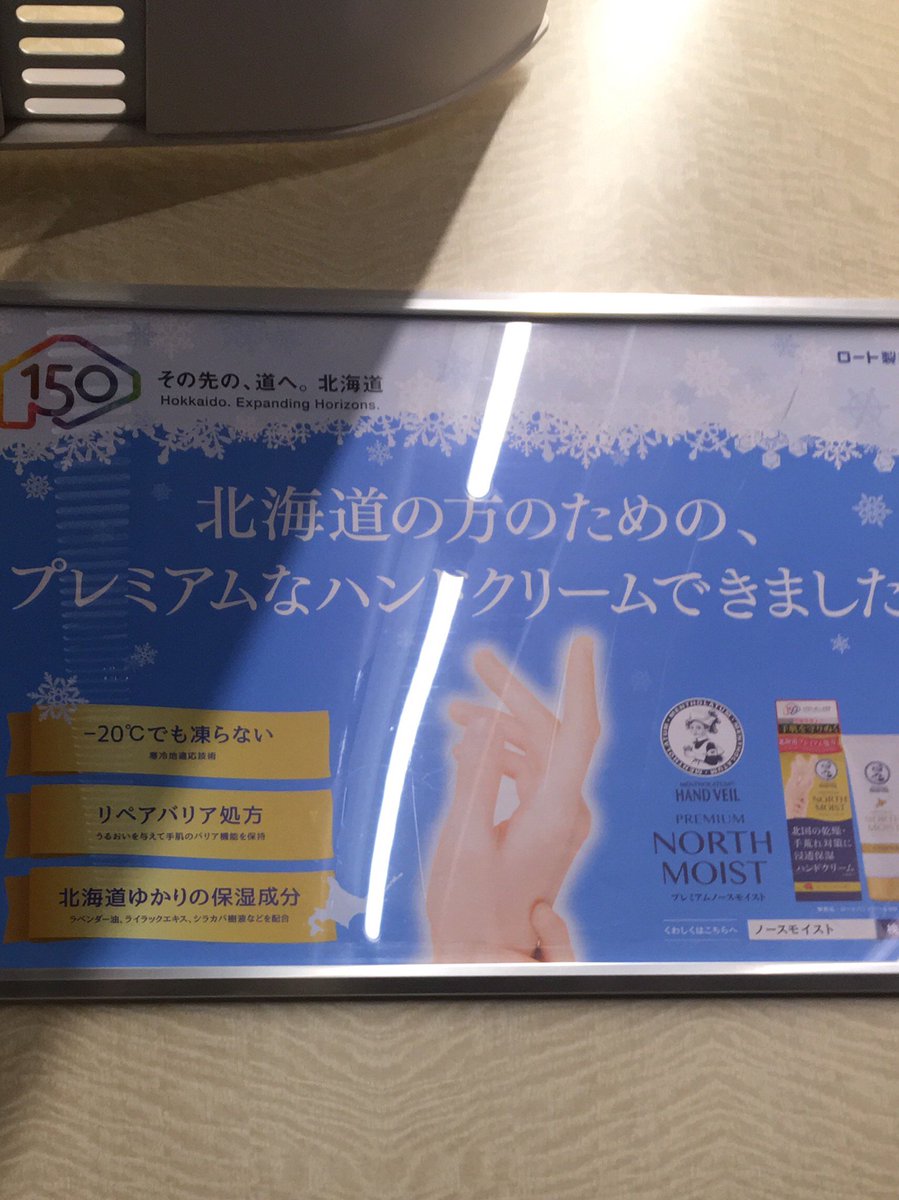 150
その先の、道へ。北海道
Hokkaido. Expanding Horizons.
ロート製
北海道の方のための、
プレミアムなハンドクリームできました
-20℃でも凍らない
寒冷地適応技術
リペアバリア処方
うるおいを与えて手肌のバリア機能を保持
北海道ゆかりの保湿成分
ラベンダー油、ライラックエキス、シラカバ樹液などを配合
MENTHOLATUM
MENTHOLATUM
HAND VEIL
PREMIUM
NORTH
MOIST
プレミアムノースモイスト
くわしくはこちらへ
ノースモイスト
検
NORTH
MOIST
北国の乾燥・
手荒れ対策に
浸透保湿
ハンドクリーム